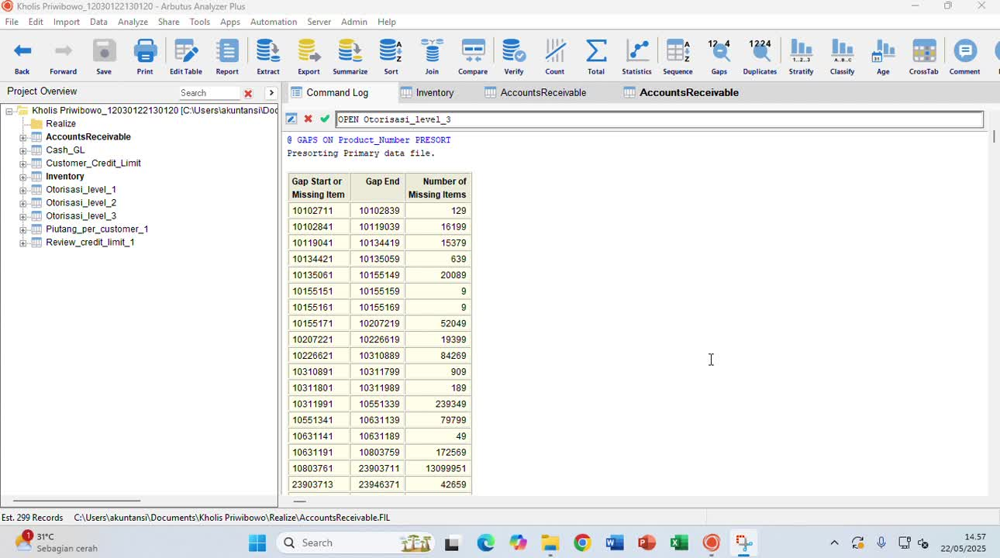 Kholis Priwibowo_12030122130120 - Arbutus Analyzer Plus
File Edit Import Data Analyze Share Tools Apps Automation Server Admin Help
Back Forward Save Print Edit Table Report Extract Export Summarize Sort Join Compare Verify Count Total Statistics Sequence Gaps Duplicates Stratify Classify Age CrossTab Comment
Project Overview Search
Command Log Inventory AccountsReceivable AccountsReceivable
Kholis Priwibowo_12030122130120 [C:\Users\akuntansi\Doc
Realize
AccountsReceivable
Cash_GL
Customer_Credit_Limit
Inventory
Otorisasi_level_1
Otorisasi_level_2
Otorisasi_level_3
Piutang_per_customer_1
Review_credit_limit_1
OPEN Otorisasi_level_3
@ GAPS ON Product_Number PRESORT
Presorting Primary data file.
Gap Start or Missing Item Gap End Number of Missing Items
10102711 10102839 129
10102841 10119039 16199
10119041 10134419 15379
10134421 10135059 639
10135061 10155149 20089
10155151 10155159 9
10155161 10155169 9
10155171 10207219 52049
10207221 10226619 19399
10226621 10310889 84269
10310891 10311799 909
10311801 10311989 189
10311991 10551339 239349
10551341 10631139 79799
10631141 10631189 49
10631191 10803759 172569
10803761 23903711 13099951
23903713 23946371 42659
Est. 299 Records C:\Users\akuntansi\Documents\Kholis Priwibowo\Realize\AccountsReceivable.FIL
1 31°C
Sebagian cerah
Search
14.57
22/05/2025